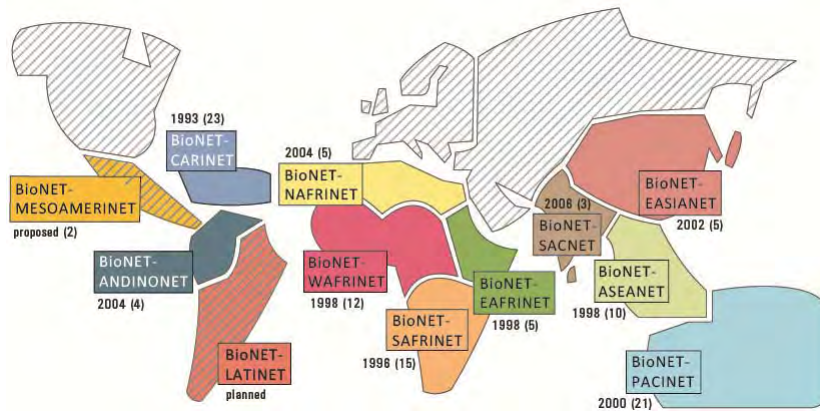 1993 (23)
BioNET-
CARINET
2004 (5)
BioNET-
NAFRINET
BioNET-
MESOAMERINET
proposed (2)
BioNET-
EASIANET
2002 (5)
2006 (3)
BioNET-
SACNET
BioNET-
ANDINONET
2004 (4)
BioNET-
WAFRINET
1998 (12)
BioNET-
EAFRINET
1998 (5)
BioNET-
ASEANET
1998 (10)
BioNET-
SAFRINET
1996 (15)
BioNET-
LATINET
planned
BioNET-
PACINET
2000 (21)